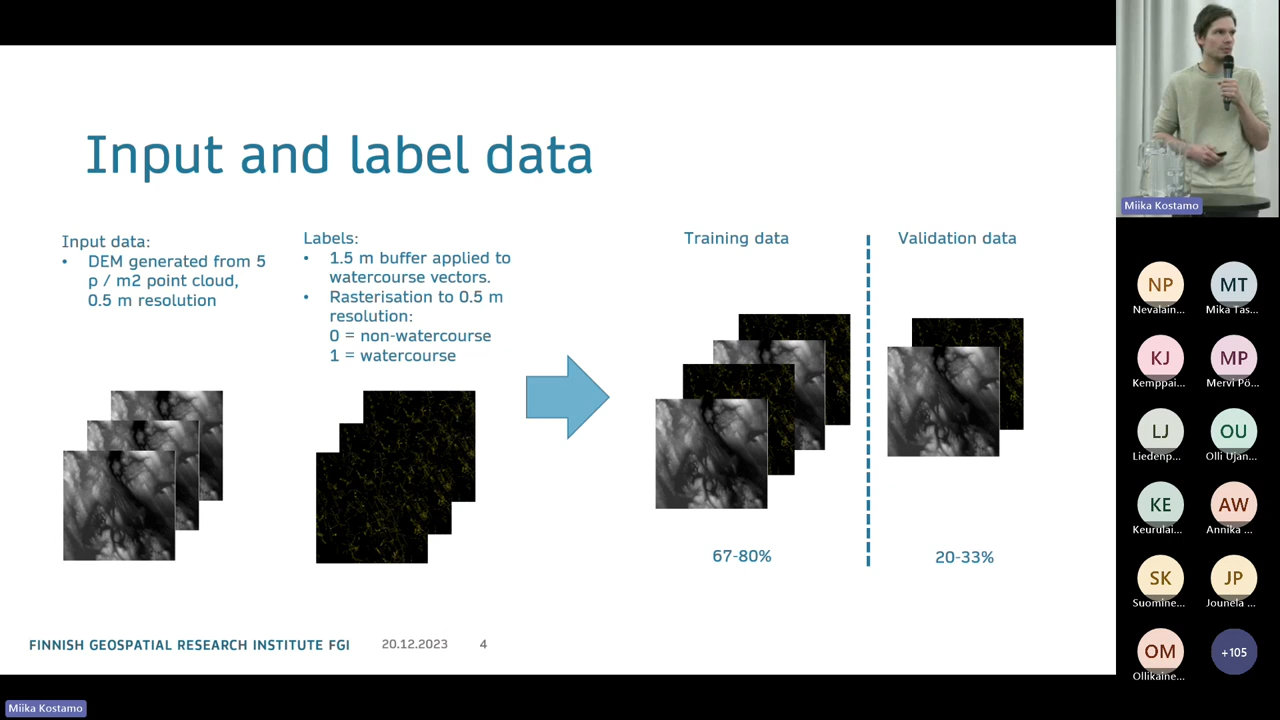 Input and label data
Input data:
• DEM generated from 5
p / m2 point cloud,
0.5 m resolution
Labels:
• 1.5 m buffer applied to
watercourse vectors.
• Rasterisation to 0.5 m
resolution:
0 = non-watercourse
1 = watercourse
Training data
Validation data
67-80%
20-33%
FINNISH GEOSPATIAL RESEARCH INSTITUTE FGI
20.12.2023
4
Miika Kostamo
NP
Nevalain...
MT
Mika Tas...
KJ
Kemppai...
MP
Mervi Pö...
LJ
Liedenp...
OU
Olli Ujan...
KE
Keurulai...
AW
Annika ...
SK
Suomine...
JP
Jounela ...
OM
Ollikaine...
+105
Miika Kostamo